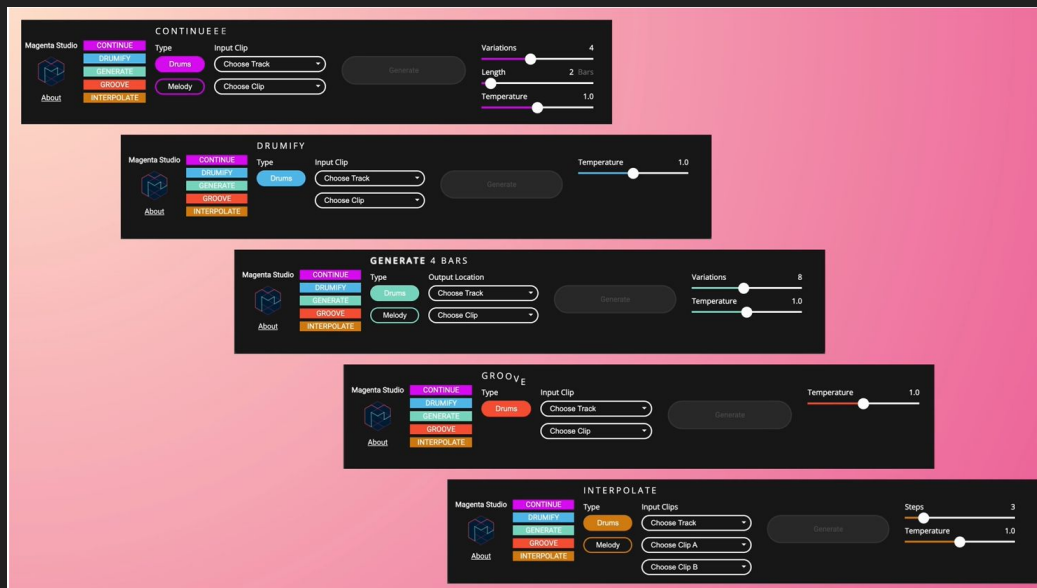 CONTINUEEE
Magenta Studio
About
CONTINUE
DRUMIFY
GENERATE
GROOVE
INTERPOLATE
Type
Drums
Melody
Input Clip
Choose Track
Choose Clip
Generate
Variations 4
Length 2 Bars
Temperature 1.0
DRUMIFY
Magenta Studio
About
CONTINUE
DRUMIFY
GENERATE
GROOVE
INTERPOLATE
Type
Drums
Input Clip
Choose Track
Choose Clip
Generate
Temperature 1.0
GENERATE 4 BARS
Magenta Studio
About
CONTINUE
DRUMIFY
GENERATE
GROOVE
INTERPOLATE
Type
Drums
Melody
Output Location
Choose Track
Choose Clip
Generate
Variations 8
Temperature 1.0
GROOVE
Magenta Studio
About
CONTINUE
DRUMIFY
GENERATE
GROOVE
INTERPOLATE
Type
Drums
Input Clip
Choose Track
Choose Clip
Generate
Temperature 1.0
INTERPOLATE
Magenta Studio
About
CONTINUE
DRUMIFY
GENERATE
GROOVE
INTERPOLATE
Type
Drums
Melody
Input Clips
Choose Track
Choose Clip A
Choose Clip B
Generate
Steps 3
Temperature 1.0